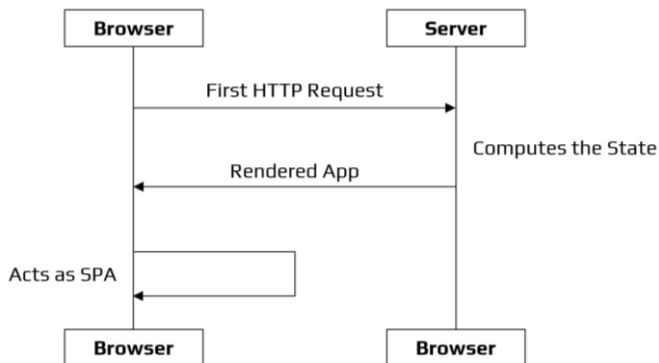 Browser
Server
First HTTP Request
Computes the State
Rendered App
Acts as SPA
Browser
Browser